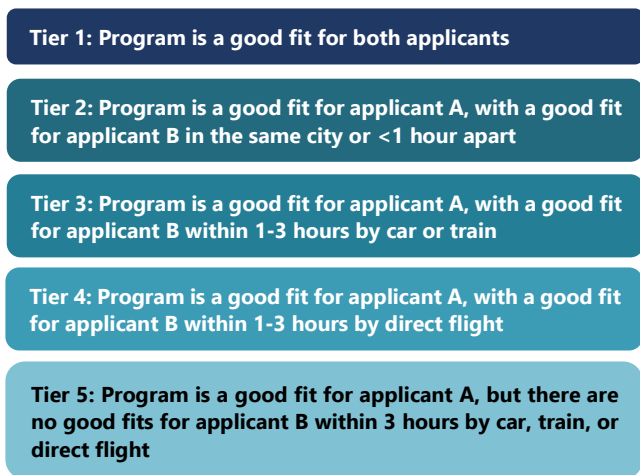 Tier 1: Program is a good fit for both applicants
Tier 2: Program is a good fit for applicant A, with a good fit
for applicant B in the same city or <1 hour apart
Tier 3: Program is a good fit for applicant A, with a good fit
for applicant B within 1-3 hours by car or train
Tier 4: Program is a good fit for applicant A, with a good fit
for applicant B within 1-3 hours by direct flight
Tier 5: Program is a good fit for applicant A, but there are
no good fits for applicant B within 3 hours by car, train, or
direct flight